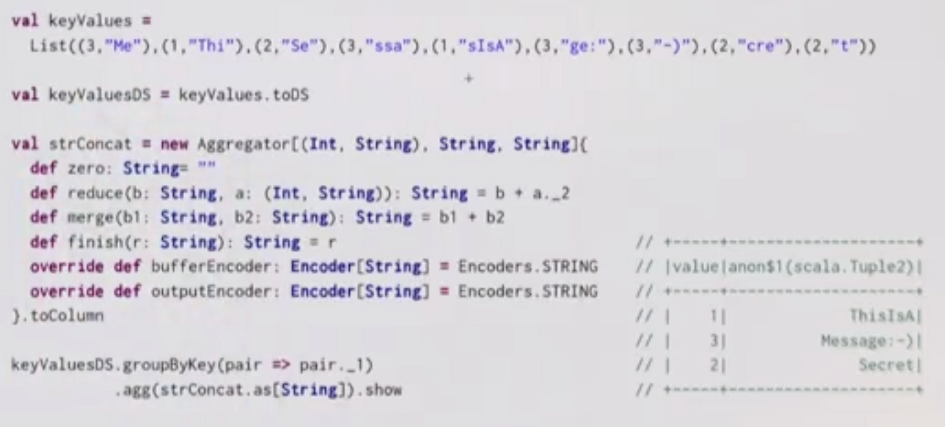 val keyValues =
  List((3,"Me"),(1,"Thi"),(2,"Se"),(3,"ssa"),(1,"sIsA"),(3,"ge:"),(3,"-)"),(2,"cre"),(2,"t"))
val keyValuesDS = keyValues.toDS
val strConcat = new Aggregator[(Int, String), String, String]{
  def zero: String= ""
  def reduce(b: String, a: (Int, String)): String = b + a._2
  def merge(b1: String, b2: String): String = b1 + b2
  def finish(r: String): String = r    // +-----+--------------------+
  override def bufferEncoder: Encoder[String] = Encoders.STRING    // |value|anon$1(scala.Tuple2)|
  override def outputEncoder: Encoder[String] = Encoders.STRING    // +-----+--------------------+
}.toColumn    // |    1|             ThisIsA|
// |    3|          Message:-)|
keyValuesDS.groupByKey(pair => pair._1)    // |    2|              Secret|
           .agg(strConcat.as[String]).show    // +-----+--------------------+